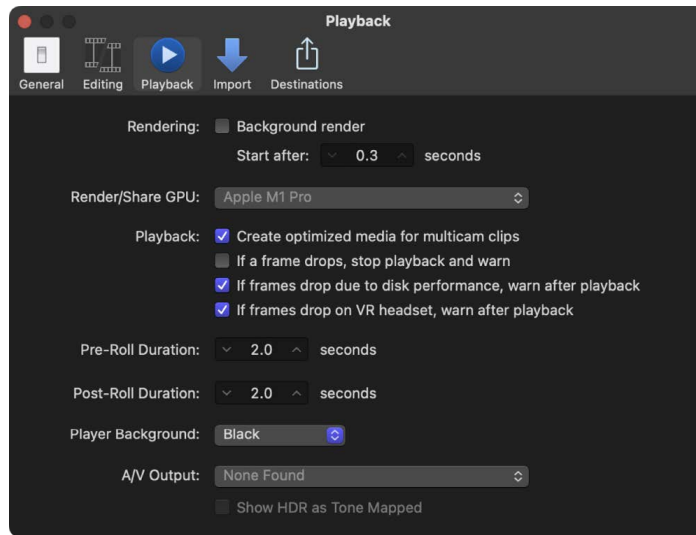 Playback
General Editing Playback Import Destinations
Rendering: Background render
Start after: 0.3 seconds
Render/Share GPU: Apple M1 Pro
Playback: Create optimized media for multicam clips
If a frame drops, stop playback and warn
If frames drop due to disk performance, warn after playback
If frames drop on VR headset, warn after playback
Pre-Roll Duration: 2.0 seconds
Post-Roll Duration: 2.0 seconds
Player Background: Black
A/V Output: None Found
Show HDR as Tone Mapped